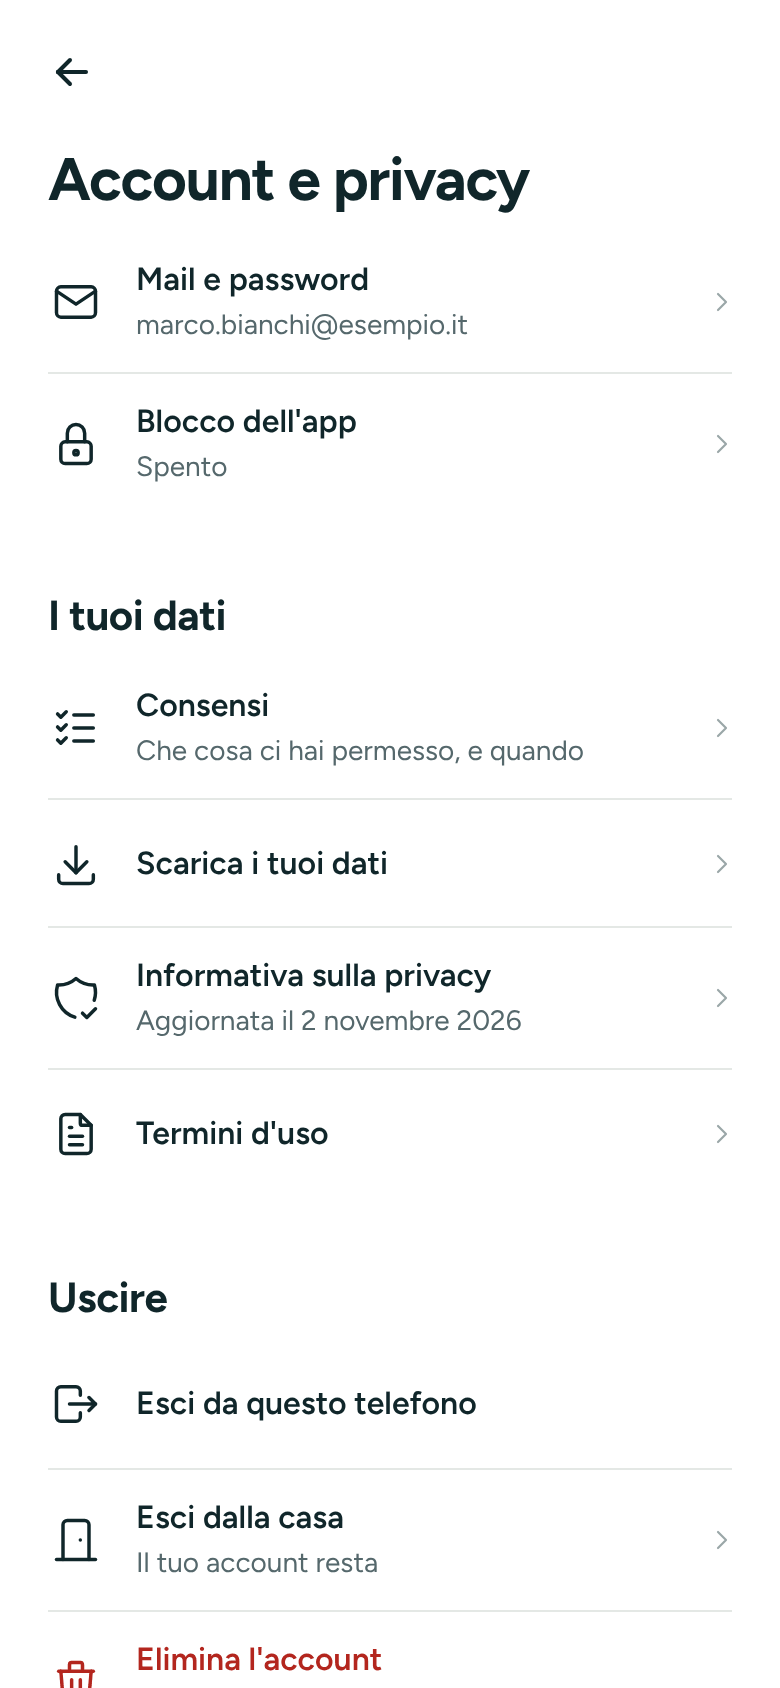 Account e privacy
Mail e password
marco.bianchi@esempio.it
Blocco dell'app
Spento
I tuoi dati
Consensi
Che cosa ci hai permesso, e quando
Scarica i tuoi dati
Informativa sulla privacy
Aggiornata il 2 novembre 2026
Termini d'uso
Uscire
Esci da questo telefono
Esci dalla casa
Il tuo account resta
Elimina l'account